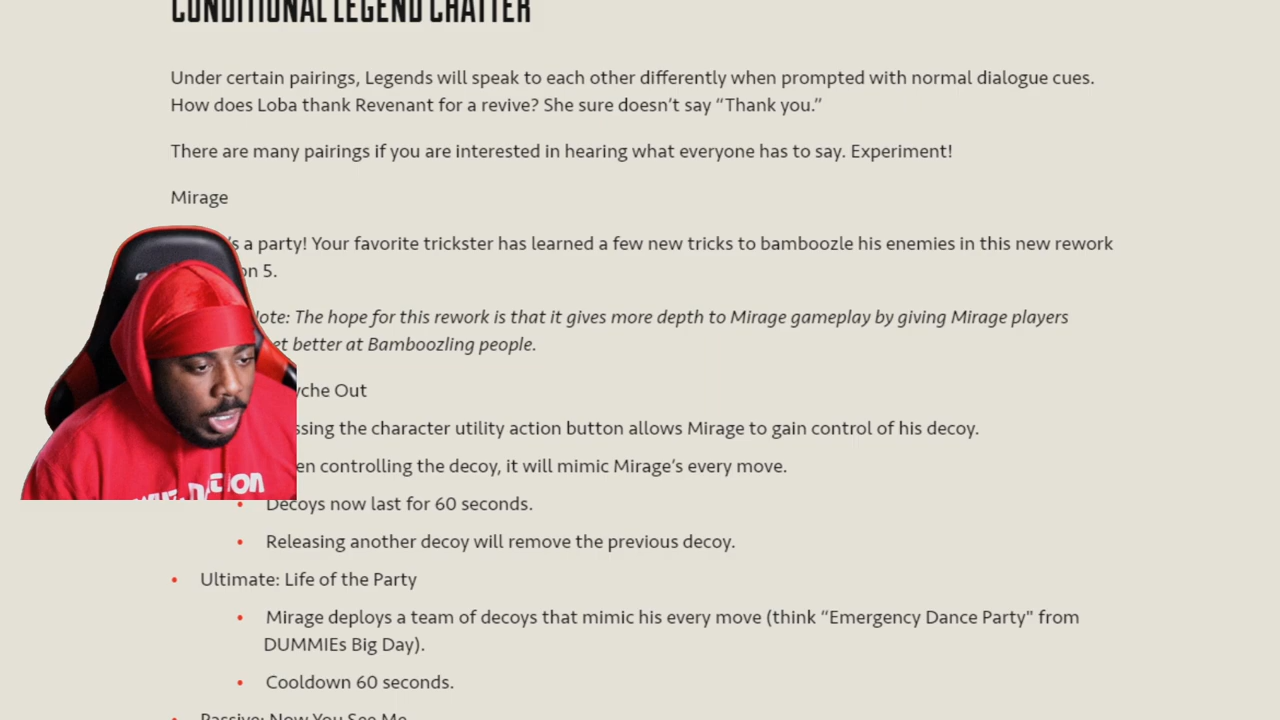 CONDITIONAL LEGEND CHATTER
Under certain pairings, Legends will speak to each other differently when prompted with normal dialogue cues.
How does Loba thank Revenant for a revive? She sure doesn’t say “Thank you.”
There are many pairings if you are interested in hearing what everyone has to say. Experiment!
Mirage
’s a party! Your favorite trickster has learned a few new tricks to bamboozle his enemies in this new rework
on 5.
ote: The hope for this rework is that it gives more depth to Mirage gameplay by giving Mirage players
et better at Bamboozling people.
yche Out
ssing the character utility action button allows Mirage to gain control of his decoy.
en controlling the decoy, it will mimic Mirage’s every move.
• Decoys now last for 60 seconds.
• Releasing another decoy will remove the previous decoy.
• Ultimate: Life of the Party
• Mirage deploys a team of decoys that mimic his every move (think “Emergency Dance Party" from
DUMMIEs Big Day).
• Cooldown 60 seconds.
• Passive: Now You See Me